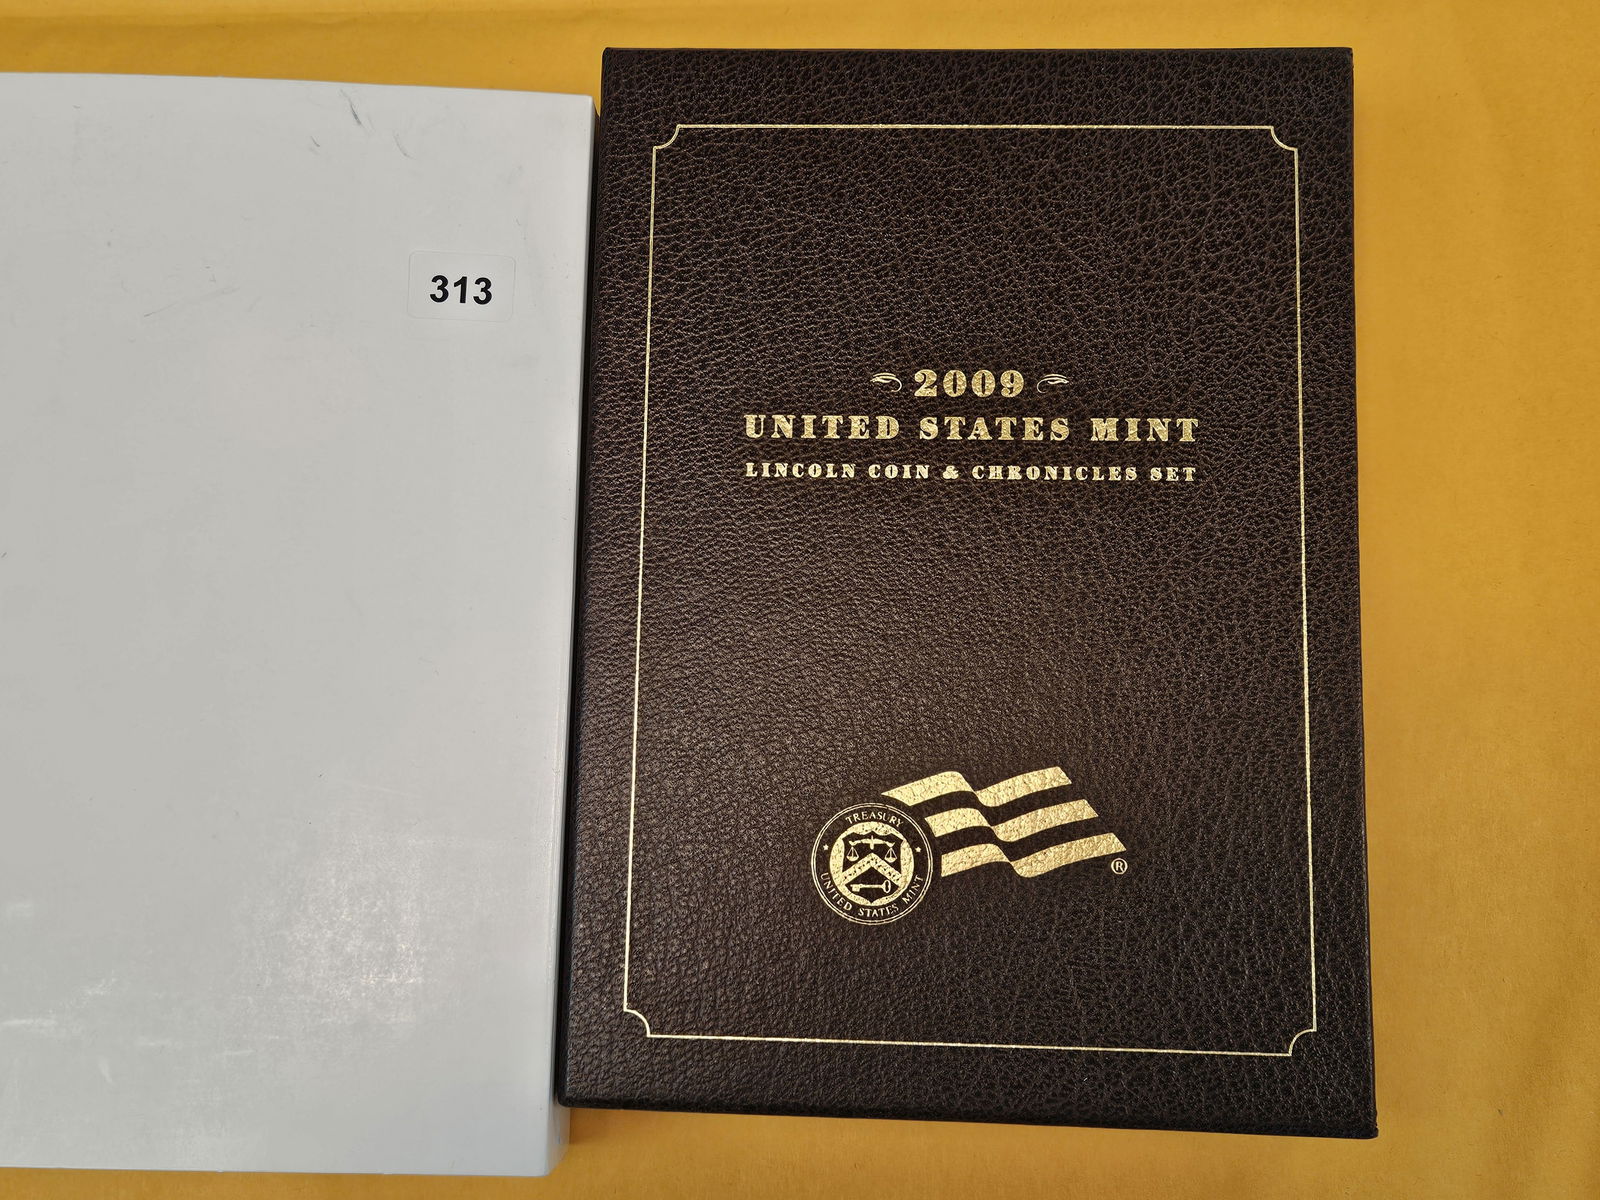 313
2009
UNITED STATES MINT
LINCOLN COIN & CHRONICLES SET
TREASURY
UNITED STATES MINT
®